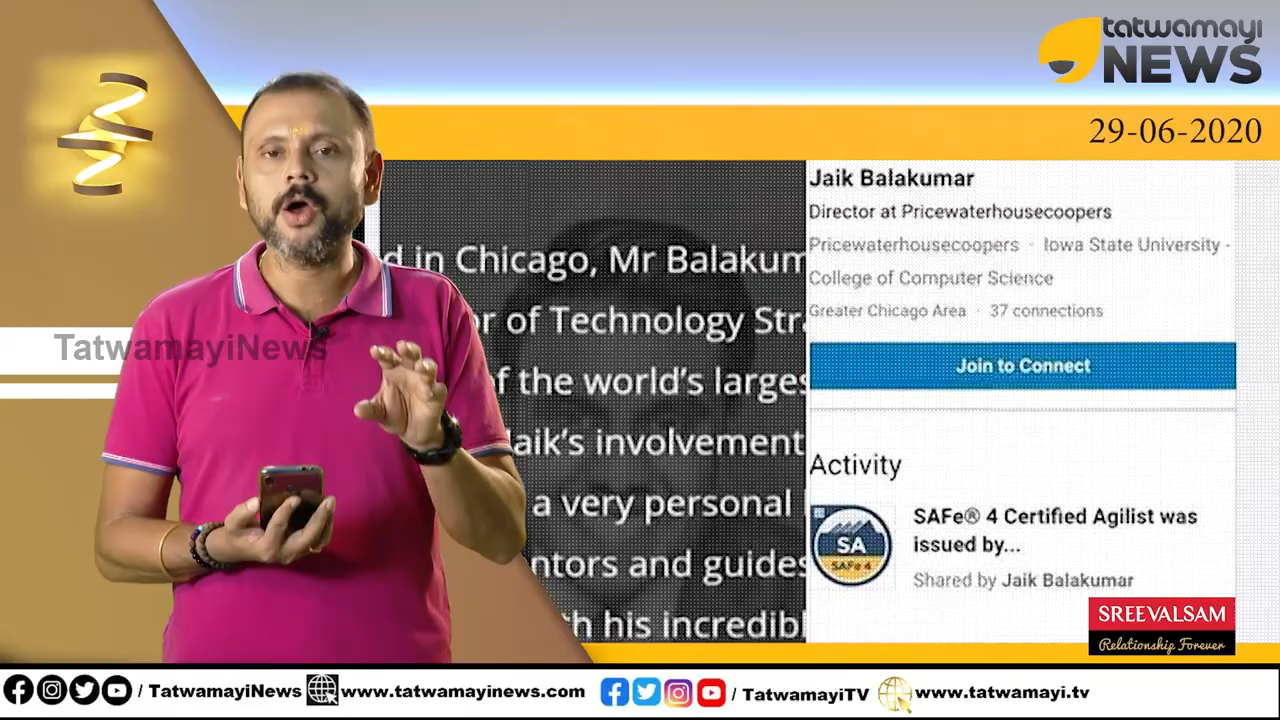 tatwamayi
NEWS
29-06-2020
Jaik Balakumar
Director at Pricewaterhousecoopers
Pricewaterhousecoopers · Iowa State University -
College of Computer Science
Greater Chicago Area · 37 connections
Join to Connect
Activity
SA
SAFe 4
SAFe® 4 Certified Agilist was
issued by...
Shared by Jaik Balakumar
d in Chicago, Mr Balakum
or of Technology Stra
of the world's larges
Jaik's involvement
a very personal
ntors and guides
th his incredibl
TatwamayiNews
SREEVALSAM
Relationship Forever
/ TatwamayiNews www.tatwamayinews.com / TatwamayiTV www.tatwamayi.tv